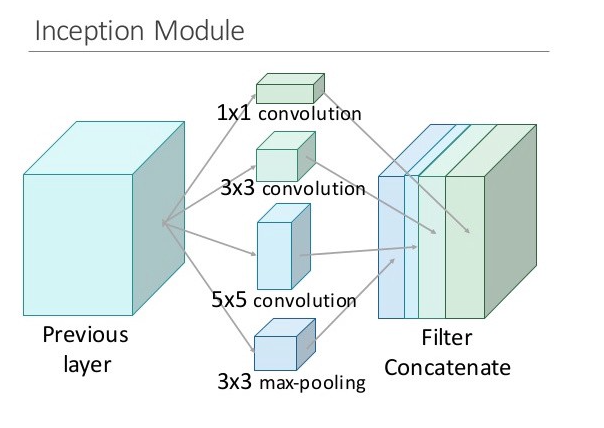 Inception Module
1x1 convolution
3x3 convolution
5x5 convolution
3x3 max-pooling
Previous
layer
Filter
Concatenate